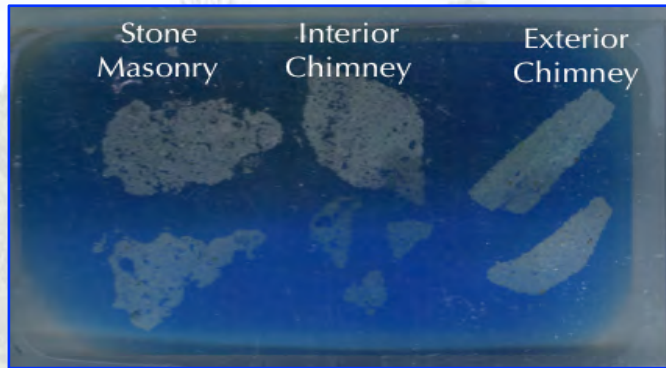 Stone
Masonry
Interior
Chimney
Exterior
Chimney